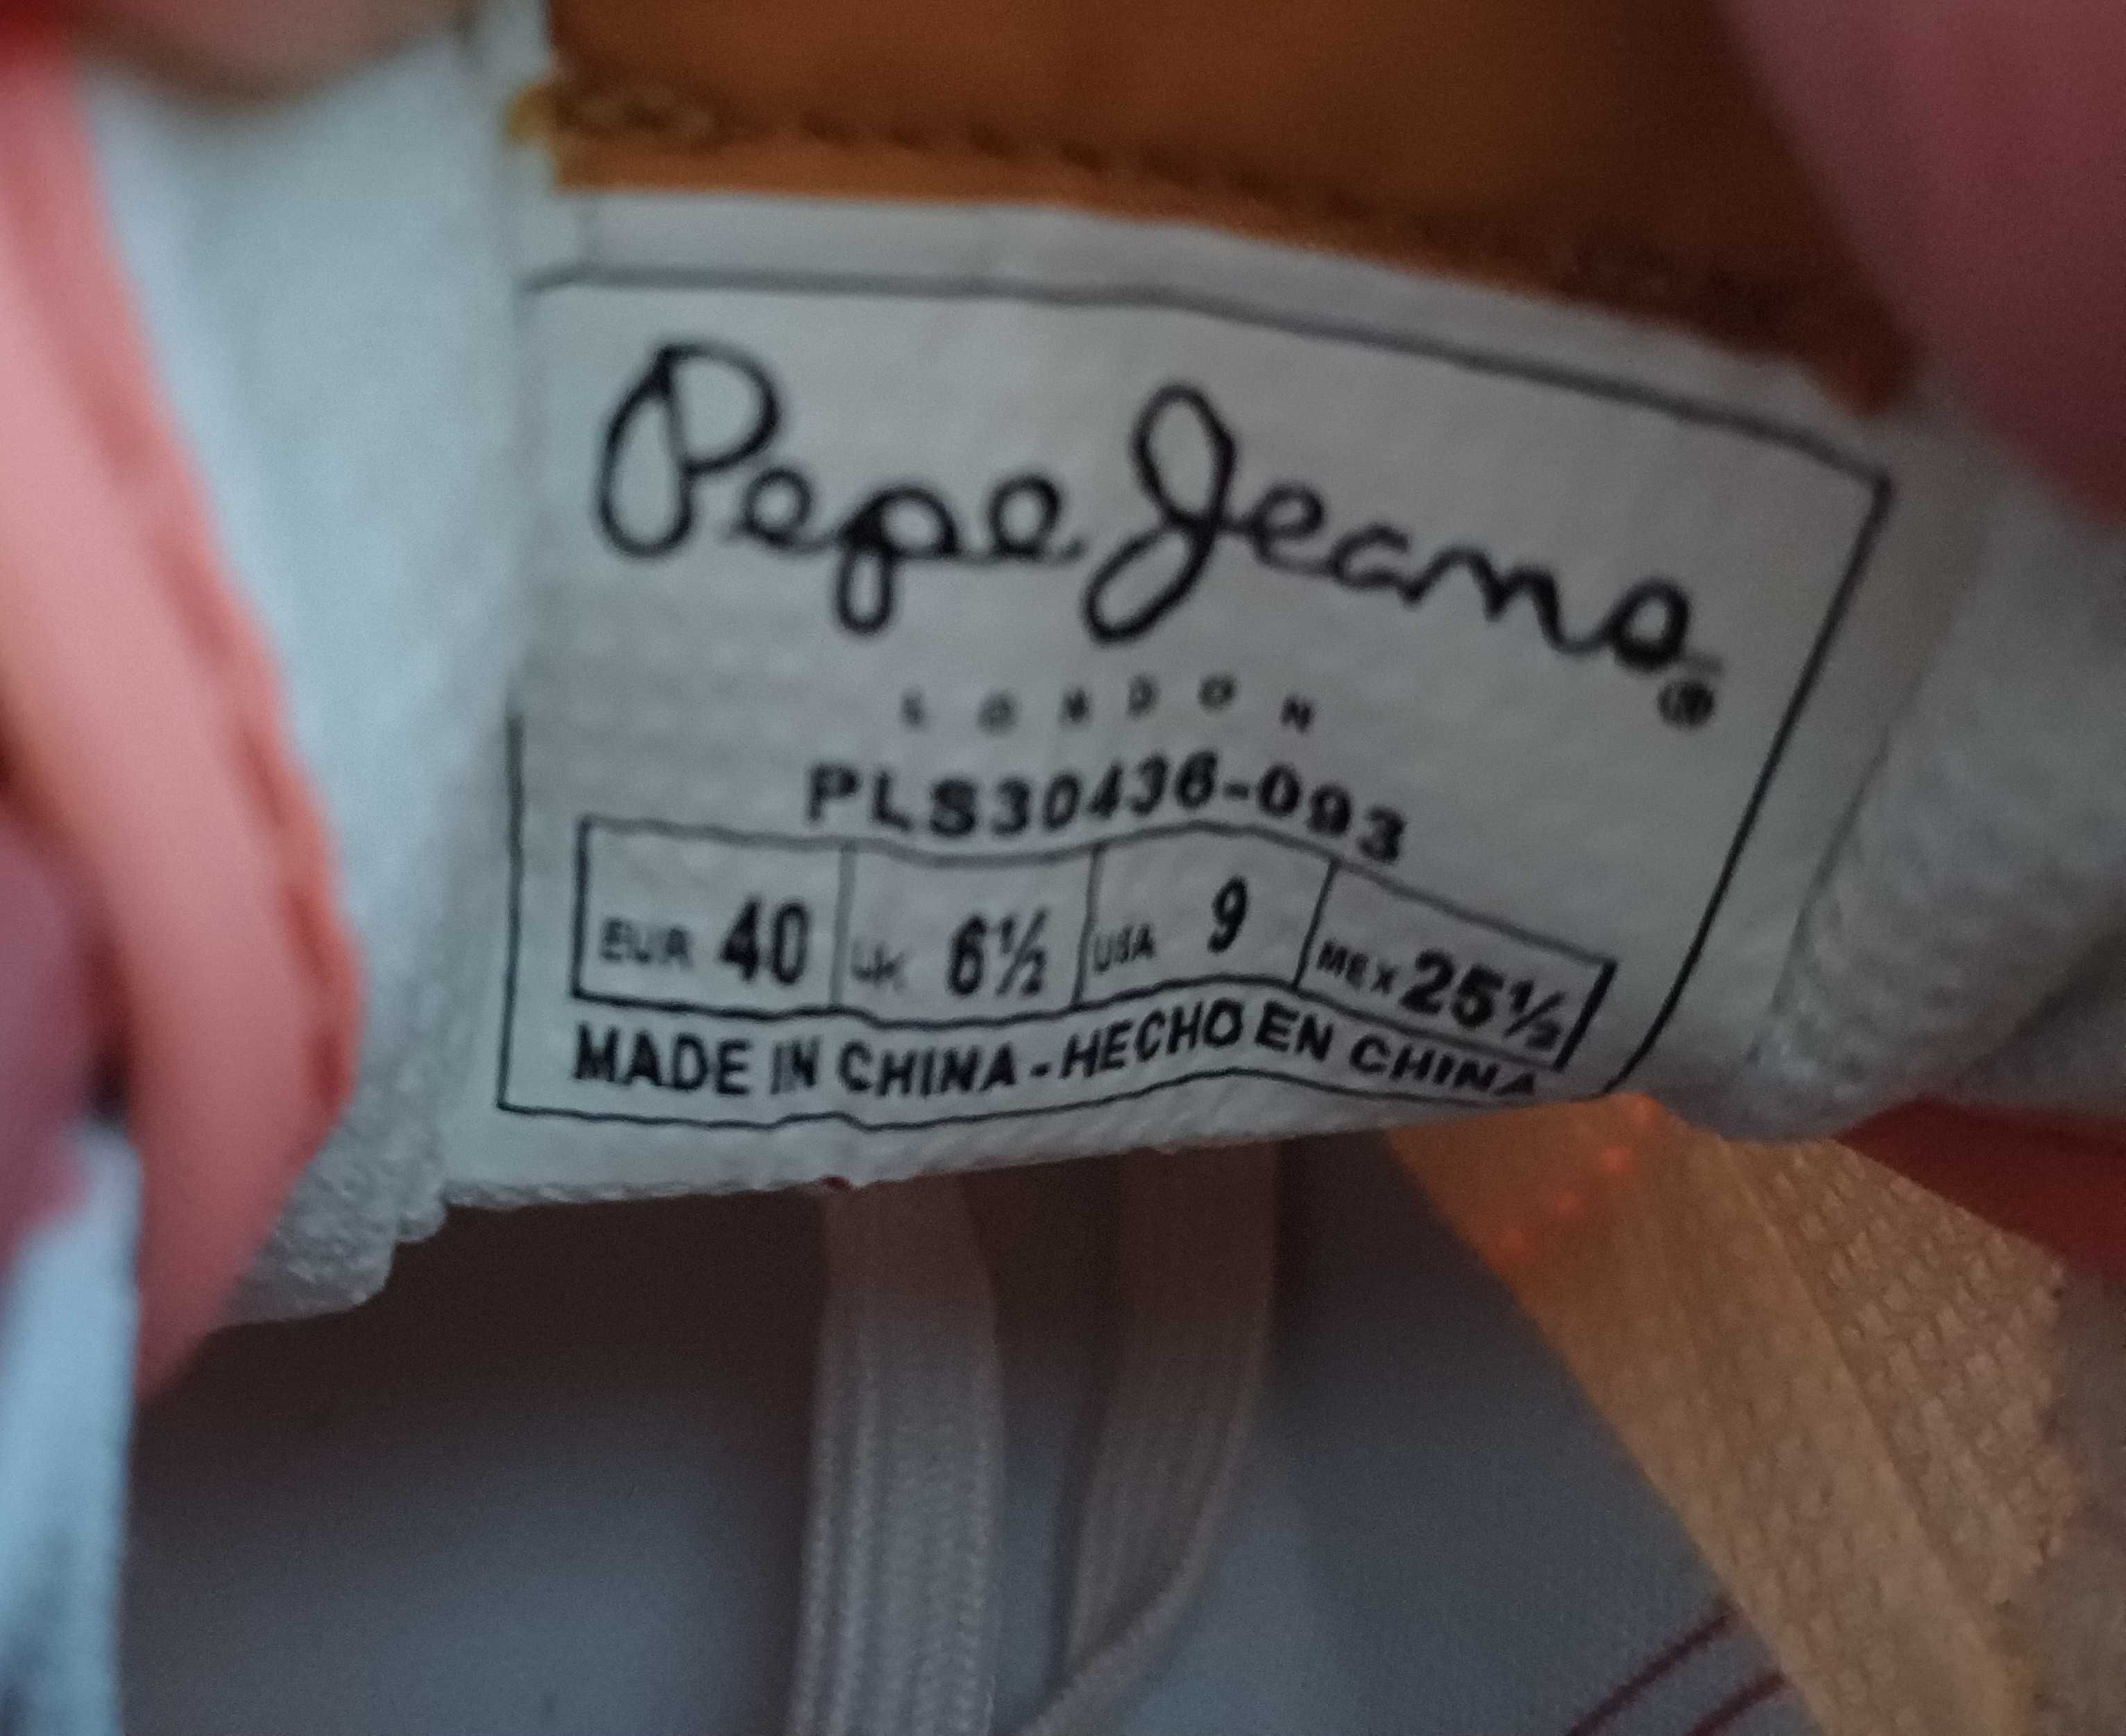 Pepe Jeans®
LONDON
PLS30436-093
EUR 40 UK 6½ USA 9 MEX 25½
MADE IN CHINA - HECHO EN CHINA